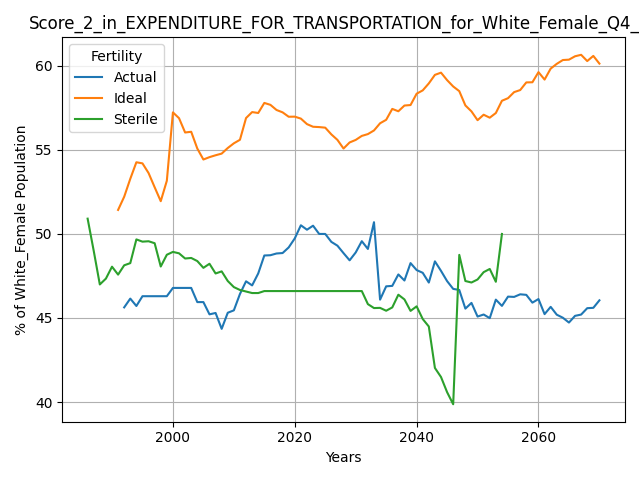 Score_2_in_EXPENDITURE_FOR_TRANSPORTATION_for_White_Female_Q4_
Fertility
Actual
Ideal
Sterile
% of White_Female Population
60
55
50
45
40
2000
2020
2040
2060
Years